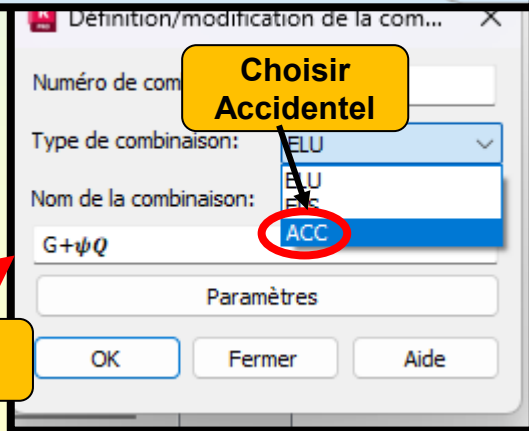 Définition/modification de la com...
Numéro de com
Choisir
Accidentel
Type de combinaison:
ELU
ELU
ELS
Nom de la combinaison:
ACC
G+ψQ
Paramètres
OK
Fermer
Aide